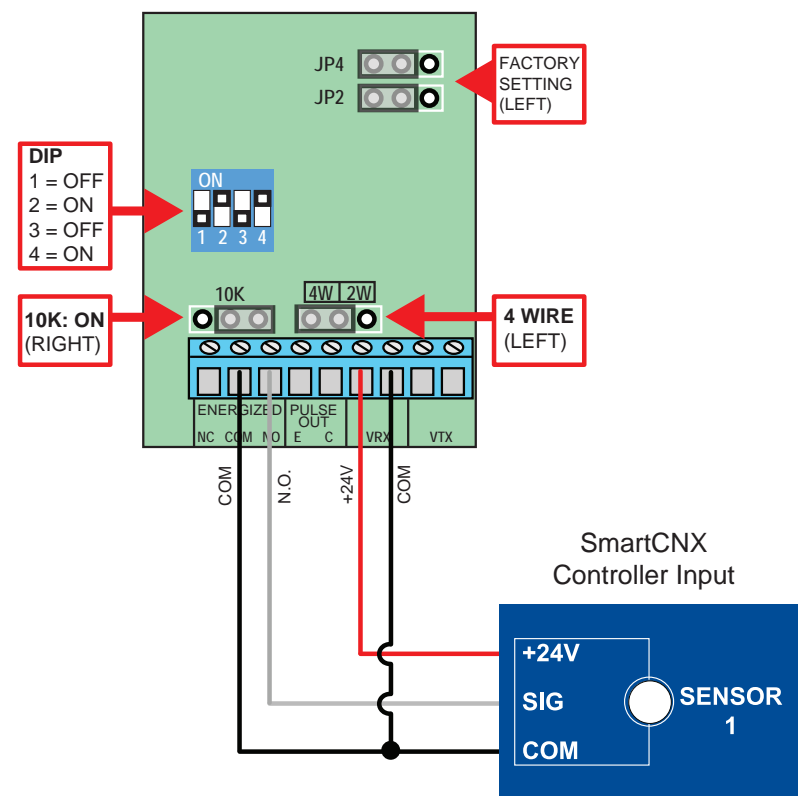 JP4
JP2
FACTORY
SETTING
(LEFT)
DIP
1 = OFF
2 = ON
3 = OFF
4 = ON
ON
1 2 3 4
10K
4W 2W
10K: ON
(RIGHT)
4 WIRE
(LEFT)
ENERGIZED PULSE
OUT
NC COM NO E C VRX VTX
COM
N.O.
+24V
COM
SmartCNX
Controller Input
+24V
SIG
COM
SENSOR
1